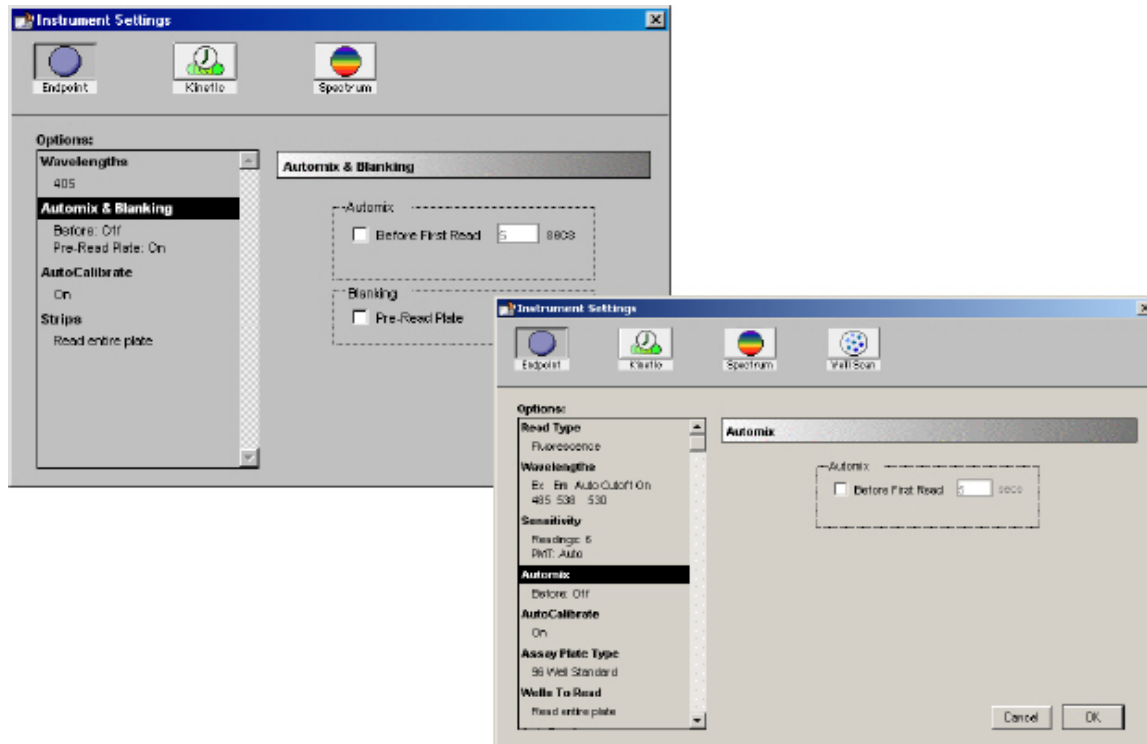 Instrument Settings
Endpoint
Kinetic
Spectrum
Options:
Wavelengths
405
Automix & Blanking
Before: Off
Pre-Read Plate: On
AutoCalibrate
On
Strips
Read entire plate
Automix & Blanking
Automix
Before First Read 5 secs
Blanking
Pre-Read Plate
Instrument Settings
Endpoint
Kinetic
Spectrum
Well Scan
Options:
Read Type
Fluorescence
Wavelengths
Ex Em Auto Cutoff On
485 538 530
Sensitivity
Readings: 6
PMT: Auto
Automix
Before: Off
AutoCalibrate
On
Assay Plate Type
96 Well Standard
Wells To Read
Read entire plate
Automix
Automix
Before First Read 5 secs
Cancel
OK